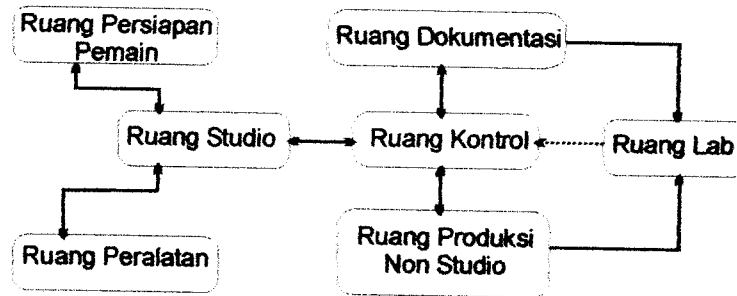 Ruang Persiapan
Pemain
Ruang Dokumentasi
Ruang Studio
Ruang Kontrol
Ruang Lab
Ruang Peralatan
Ruang Produksi
Non Studio